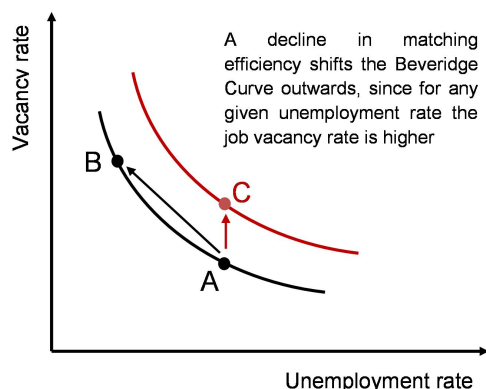 Vacancy rate
A decline in matching
efficiency shifts the Beveridge
Curve outwards, since for any
given unemployment rate the
job vacancy rate is higher
B
C
A
Unemployment rate